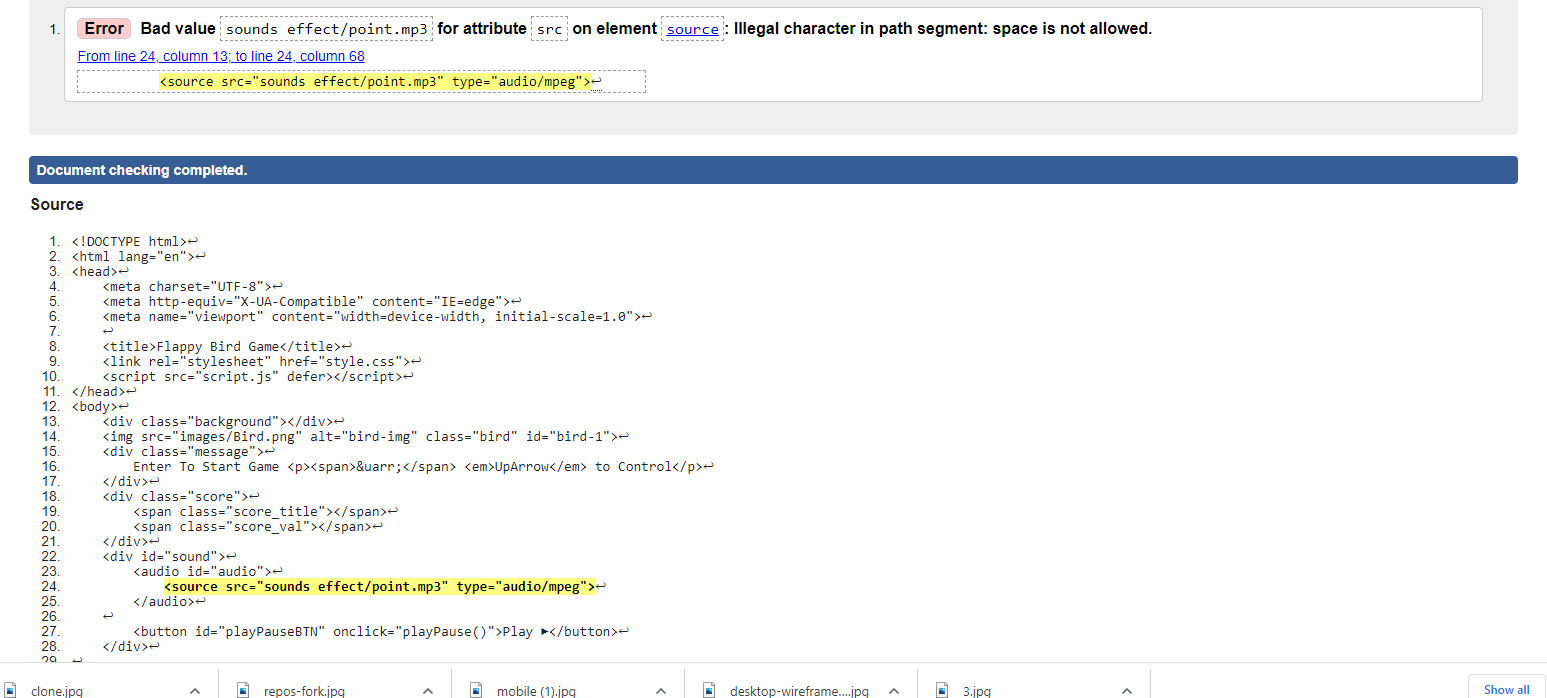 1. Error Bad value sounds effect/point.mp3 for attribute src on element source: Illegal character in path segment: space is not allowed.
From line 24, column 13; to line 24, column 68
<source src="sounds effect/point.mp3" type="audio/mpeg">↩
Document checking completed.
Source
1. <!DOCTYPE html>↩
2. <html lang="en">↩
3. <head>↩
4.     <meta charset="UTF-8">↩
5.     <meta http-equiv="X-UA-Compatible" content="IE=edge">↩
6.     <meta name="viewport" content="width=device-width, initial-scale=1.0">↩
7.     ↩
8.     <title>Flappy Bird Game</title>↩
9.     <link rel="stylesheet" href="style.css">↩
10.     <script src="script.js" defer></script>↩
11. </head>↩
12. <body>↩
13.     <div class="background"></div>↩
14.     <img src="images/Bird.png" alt="bird-img" class="bird" id="bird-1">↩
15.     <div class="message">↩
16.         Enter To Start Game <p><span>&uarr;</span> <em>UpArrow</em> to Control</p>↩
17.     </div>↩
18.     <div class="score">↩
19.         <span class="score_title"></span>↩
20.         <span class="score_val"></span>↩
21.     </div>↩
22.     <div id="sound">↩
23.         <audio id="audio">↩
24.             <source src="sounds effect/point.mp3" type="audio/mpeg">↩
25.         </audio>↩
26.     ↩
27.         <button id="playPauseBTN" onclick="playPause()">Play ►</button>↩
28.     </div>↩
29. ↩
clone.jpg repos-fork.jpg mobile (1).jpg desktop-wireframe....jpg 3.jpg Show all